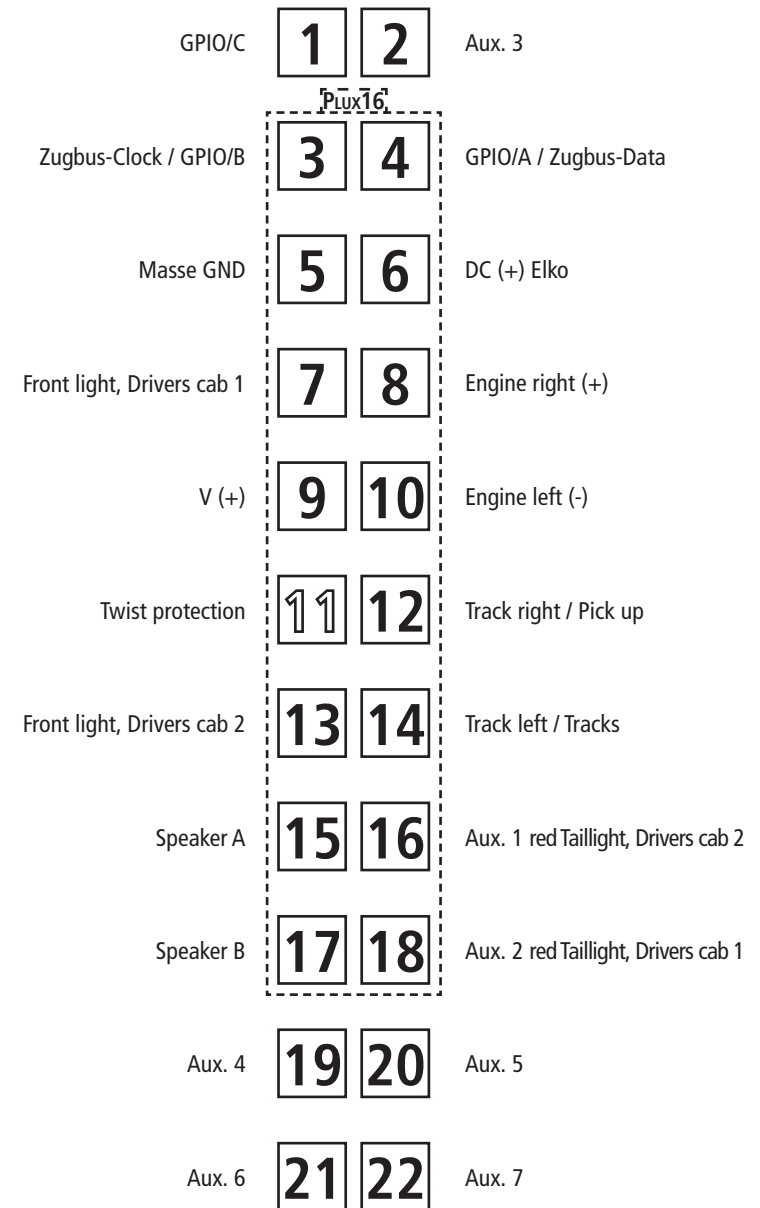 GPIO/C 1 2 Aux. 3
PLUX16
Zugbus-Clock / GPIO/B 3 4 GPIO/A / Zugbus-Data
Masse GND 5 6 DC (+) Elko
Front light, Drivers cab 1 7 8 Engine right (+)
V (+) 9 10 Engine left (-)
Twist protection 11 12 Track right / Pick up
Front light, Drivers cab 2 13 14 Track left / Tracks
Speaker A 15 16 Aux. 1 red Taillight, Drivers cab 2
Speaker B 17 18 Aux. 2 red Taillight, Drivers cab 1
Aux. 4 19 20 Aux. 5
Aux. 6 21 22 Aux. 7